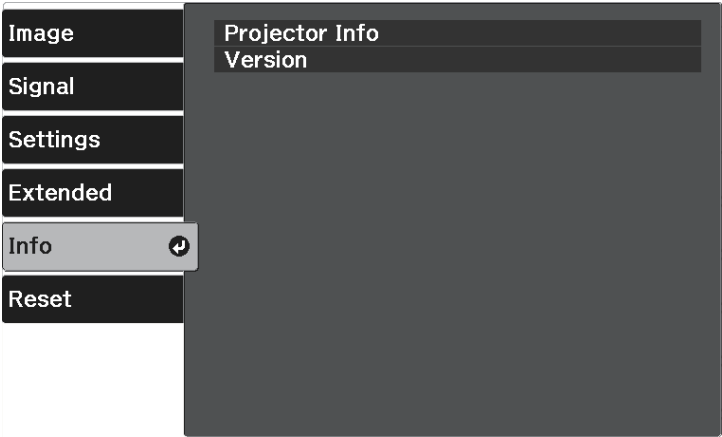 Image
Signal
Settings
Extended
Info
Reset
Projector Info
Version